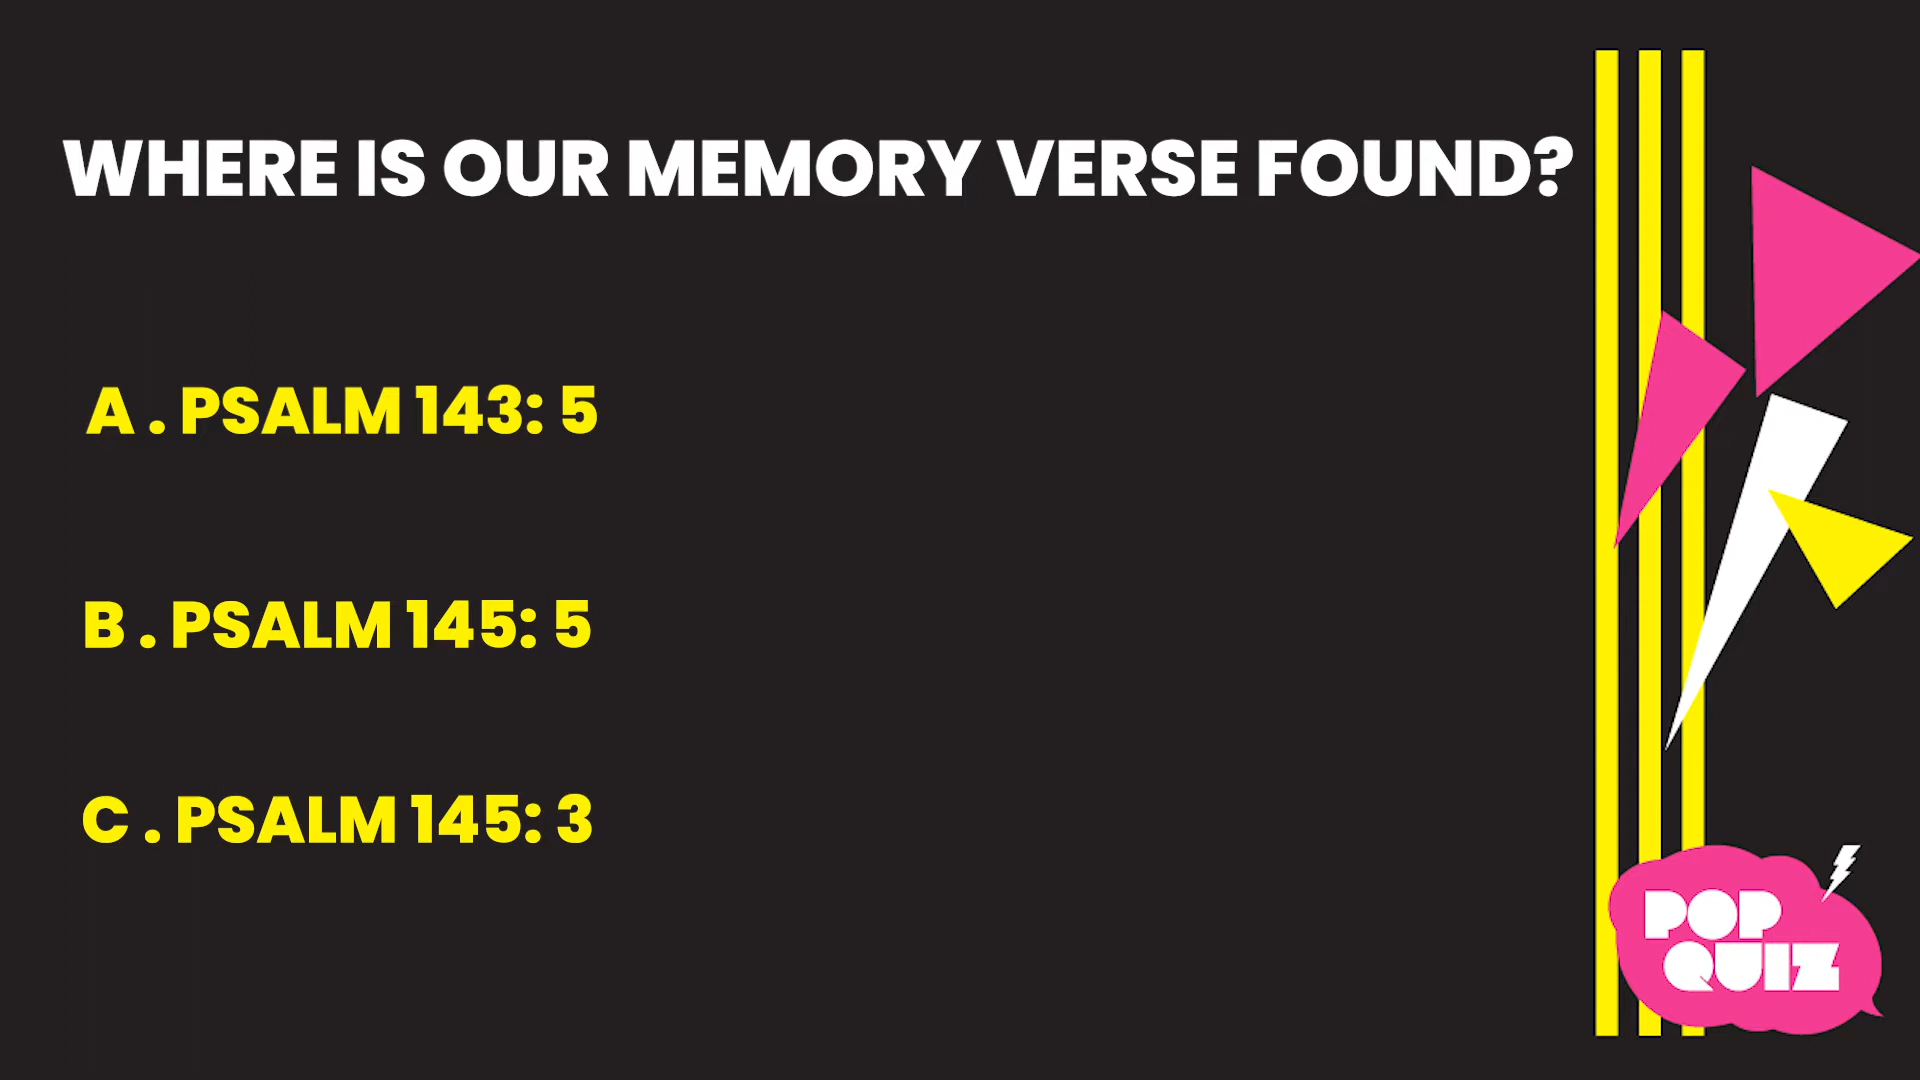 WHERE IS OUR MEMORY VERSE FOUND?
A . PSALM 143: 5
B . PSALM 145: 5
C . PSALM 145: 3
POP
QUIZ